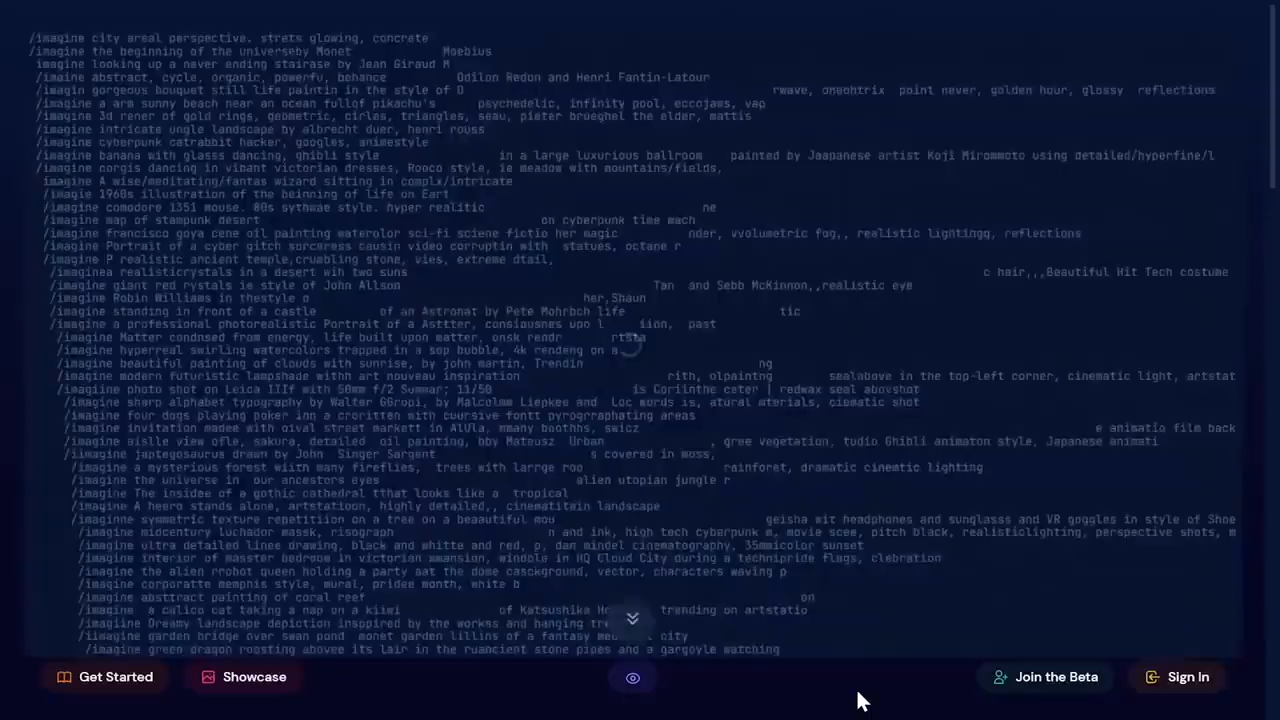 /imagine city areal perspective. strets glowing, concrete
/imagine the beginning of the universeby Monet Moebius
imagine looking up a never ending stairase by Jean Giraud M
/imaine abstract, cycle, organic, powerfu, behance Odilon Redon and Henri Fantin-Latour
/imagin gorgeous bouquet still life paintin in the style of O rwave, oneohtrix point never, golden hour, glossy reflections
/imagine a arm sunny beach near an ocean fullof pikachu's psychedelic, infinity pool, eccojaws, vap
/imagine 3d rener of gold rings, geometric, cirles, triangles, seau, pieter brueghel the elder, mattis
/imagine intricate ungle landscape by albrecht duer, henri rouss
/imagine cyberpunk catrabbit hacker, googles, animestyle
/imagine banana with glasss dancing, ghibli style in a large luxurious ballroom painted by Jaapanese artist Koji Mirommoto using detailed/hyperfine/l
/imagine corgis dancing in vibant victorian dresses, Rooco style, ie meadow with mountains/fields,
imagine A wise/meditating/fantas wizard sitting in complx/intricate
/imagie 1960s illustration of the beinning of life on Eart
/imagine comodore 1351 mouse. 80s sythwae style. hyper realitic ne
/imagine map of stampunk desert on cyberpunk time mach
/imagine francisco goya cene oil painting waterolor sci-fi sciene fictio her magic nder, vvolumetric fog,, realistic lightingg, reflections
/imagine Portrait of a cyber gitch sorcaress causin video corruptin with statues, octane r
/imagine P realistic ancient temple,crumbling stone, vies, extreme dtail,
/imaginea realisticrystals in a desert wih two suns c hair,,,Beautiful Hit Tech costume
/imagine giant red rystals ie style of John Allson Tan and Sebb McKinnon,,realistic eye
/imagine Robin Williams in thestyle o her,Shaun
/imagine standing in front of a castle of an Astronat by Pete Mohrbch life tic
/imagine a professional photorealistic Portrait of a Astter, consiousnes upo l iion, past
/imagine Matter condnsed from energy, life built upon matter, onsk rendr rtsta
/imagine hyperreal swirling watercolors trapped in a sop bubble, 4k rendeng on a
/imagine beautiful painting of clouds with sunrise, by john martin, Trendin ng
/imagine modern futuristic lampshade withh art nouveau inspiration rith, olpaintng sealabove in the top-left corner, cinematic light, artstat
/imagiine photo shot on Leica IIIf with 50mm f/2 Summar; 11/50 is Coriinthe ceter | redwax seal abovshot
/imagine sharp alphabet typography by Walter GGropi, by Malcolmm Liepkee and Loc words is, atural mterials, ciematic shot
/imagine four dogs playing poker inn a croritten with cuursive fontt pyrogrraphating areas
/imagine invitation madee with oival street markett in AlUla, mmany booths, swicz e animatio film back
/imagine aislle view ofle, sakura, detailed oil painting, bby Mateusz Urban , gree vegetation, tudio Ghibli animaton style, Japanese animati
/iimagine japtegosaurus drawn by John Singer Sargent s covered in moss,
/imagine a mysterious forest wiith many fireflies, trees with larrge roo rainforet, dramatic cinematic lighting
/imagine the universe in our ancestors eyes alien utopian jungle r
/imagine The insidee of a gothic cathedral tthat looks like a tropical
/imagine A heero stands alone, artstatioon, highly detailed,, cinematitwin landscape
/imaginne symmetric texture repetitiion on a tree on a beautiful mou geisha wit headphones and sunglasss and VR goggles in style of Shoe
/imagine midcentury luchador massk, risograph n and ink, high tech cyberpunk m, movie scee, pitch black, realisticlighting, perspective shots, m
/imagine ultra detailed linee drawing, black and whitte and red, p, dan mindel cinematography, 35mmicolor sunset
/imagine interior of masster bedroom in victorian mmansion, windole in HQ Cloud City during a technipride flags, clebration
/imagine the alien rrobot queen holding a party aat the dome casckground, vector, characters waving p
/imagine corporatte memphis style, mural, pridee month, white b
/imagine absttract painting of coral reef on
/imagine a calico cat taking a nap on a kiiwi of Katsushika Ho trending on artstatio
/imagiine Dreamy landscape depiction insppired by the workss and hanging tre
/iimagine garden bridge over swan pond monet garden lillins of a fantasy me city
/imagine green dragon roosting abovee its lair in the ruancient stone pipes and a gargoyle watching
Get Started Showcase Join the Beta Sign In